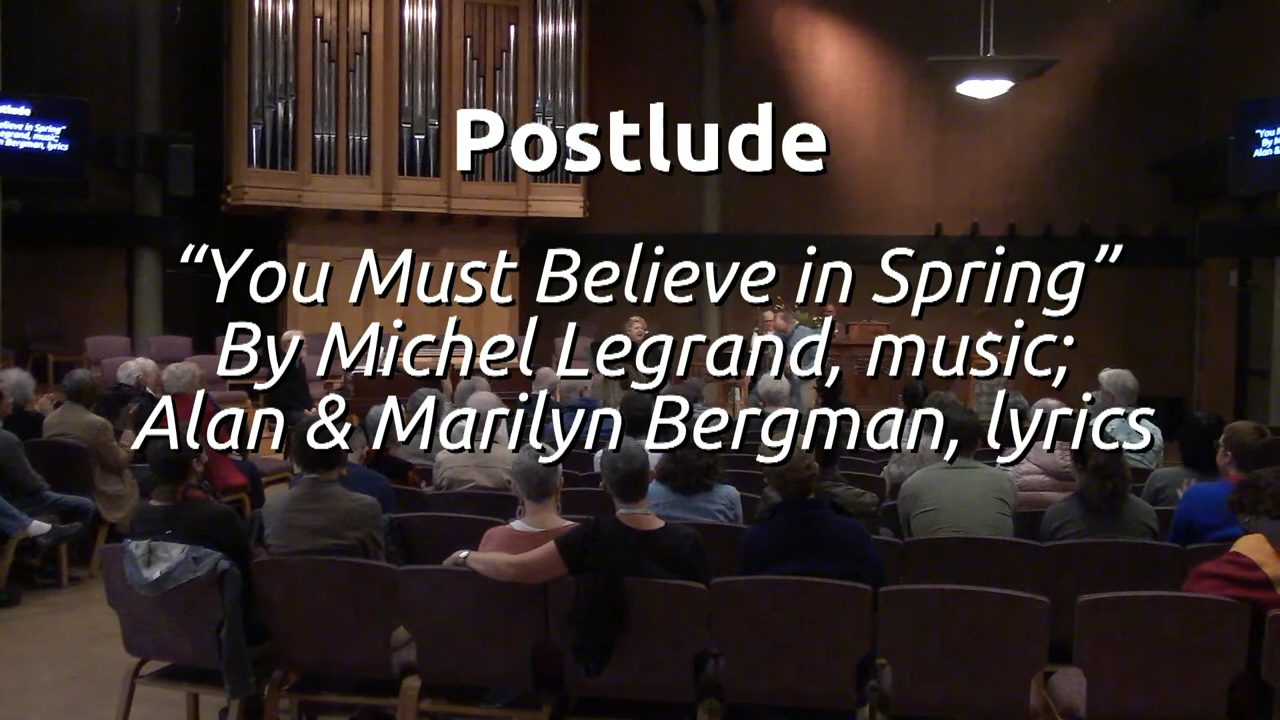 Postlude
“You Must Believe in Spring”
By Michel Legrand, music;
Alan & Marilyn Bergman, lyrics